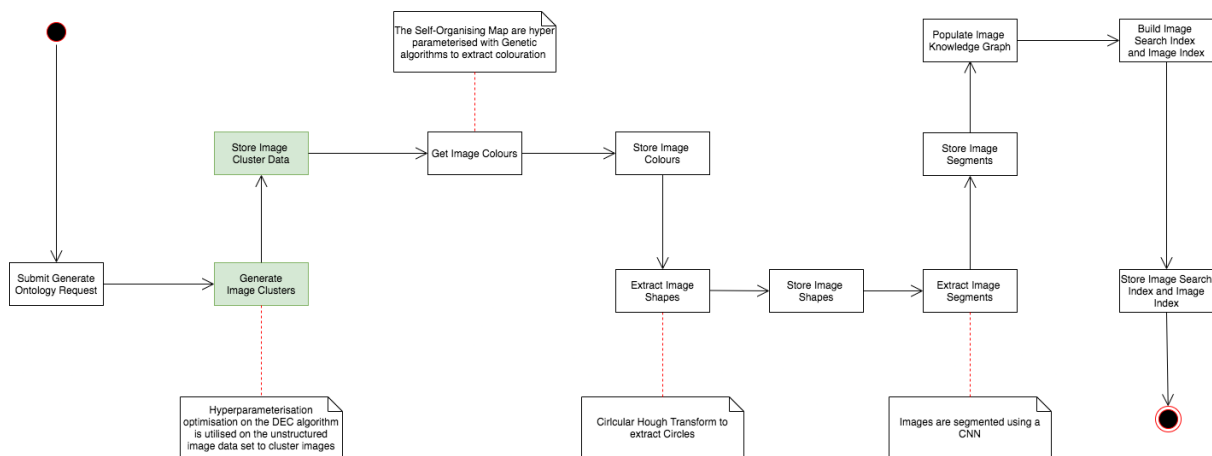 The Self-Organising Map are hyper
parameterised with Genetic
algorithms to extract colouration
Populate Image
Knowledge Graph
Build Image
Search Index
and Image Index
Store Image
Cluster Data
Get Image Colours
Store Image
Colours
Store Image
Segments
Submit Generate
Ontology Request
Generate
Image Clusters
Extract Image
Shapes
Store Image
Shapes
Extract Image
Segments
Store Image Search
Index and Image
Index
Hyperparameterisation
optimisation on the DEC algorithm
is utilised on the unstructured
image data set to cluster images
Cirlcular Hough Transform to
extract Circles
Images are segmented using a
CNN